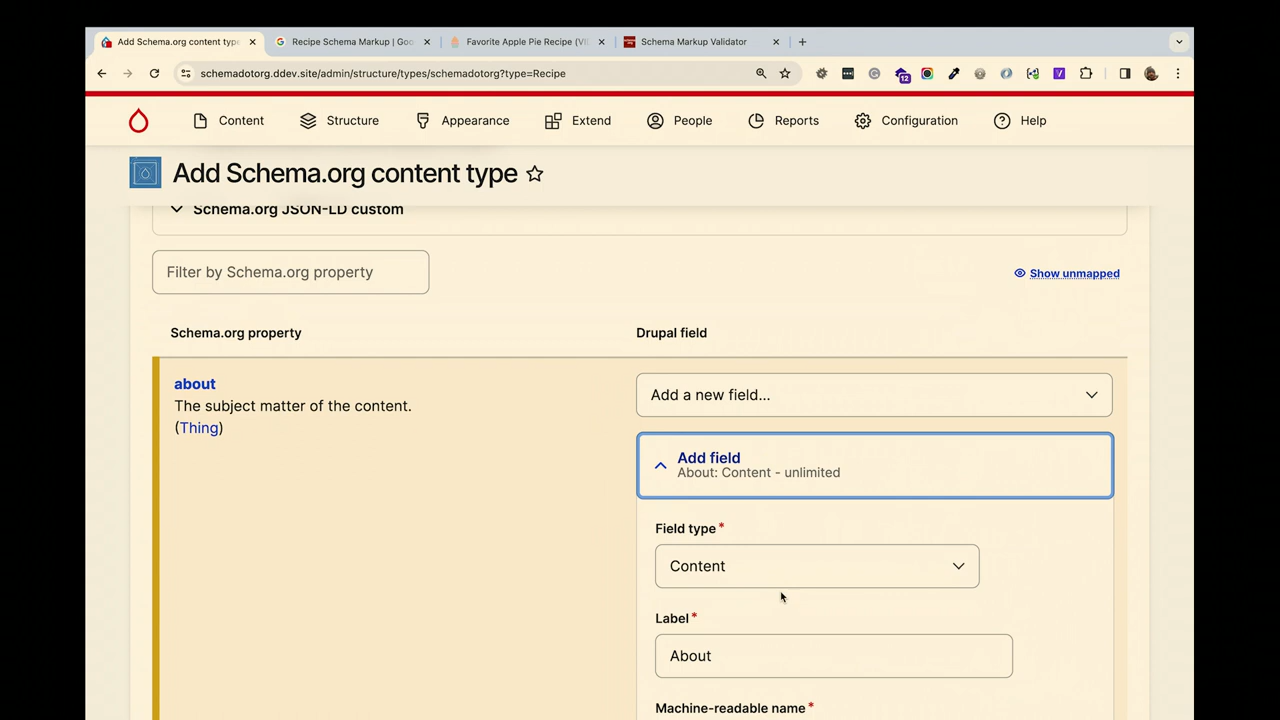 Add Schema.org content type
Recipe Schema Markup | Goo
Favorite Apple Pie Recipe (VI
Schema Markup Validator
schemadotorg.ddev.site/admin/structure/types/schemadotorg?type=Recipe
12
Content
Structure
Appearance
Extend
People
Reports
Configuration
Help
Add Schema.org content type
Schema.org JSON-LD custom
Filter by Schema.org property
Show unmapped
Schema.org property
Drupal field
about
The subject matter of the content.
(Thing)
Add a new field...
Add field
About: Content - unlimited
Field type *
Content
Label *
About
Machine-readable name *